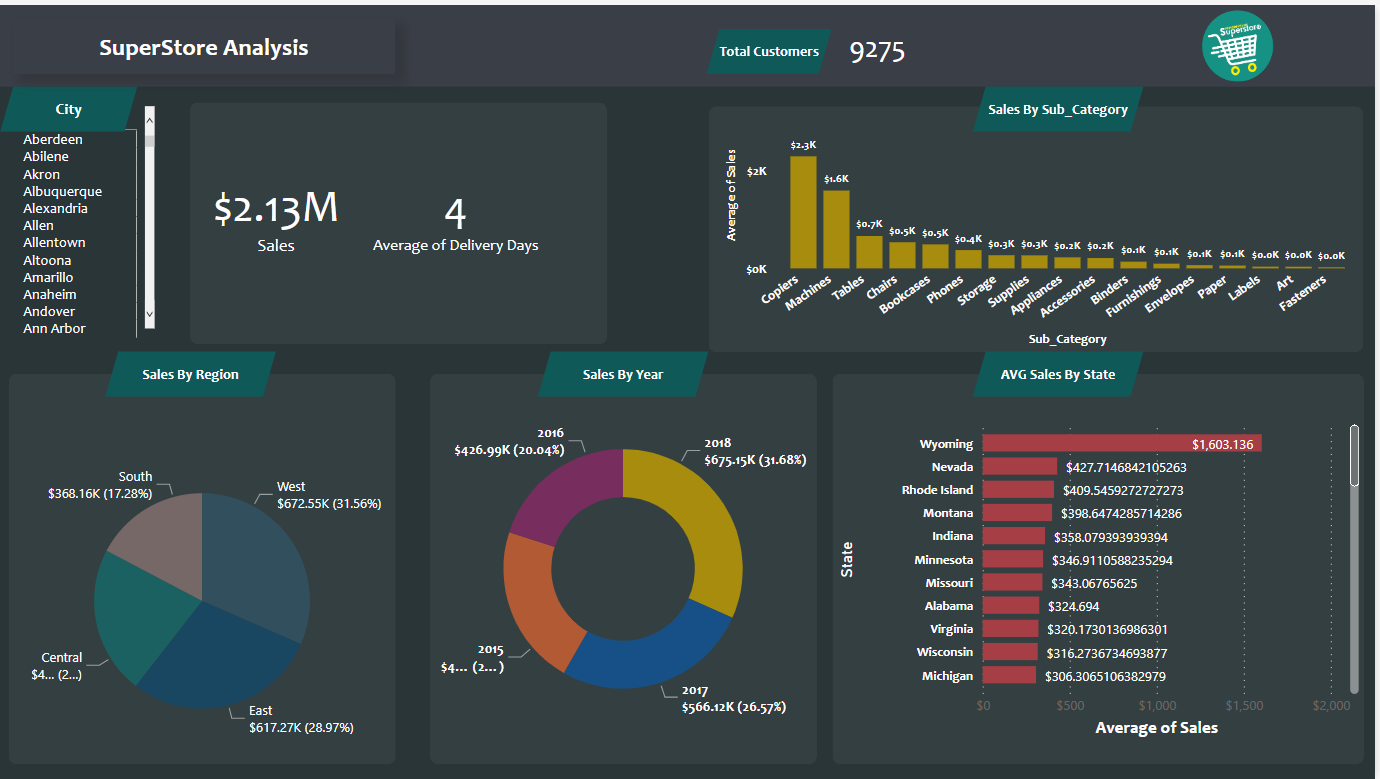 SuperStore Analysis
Total Customers
9275
Superstore
City
Aberdeen
Abilene
Akron
Albuquerque
Alexandria
Allen
Allentown
Altoona
Amarillo
Anaheim
Andover
Ann Arbor
$2.13M
Sales
4
Average of Delivery Days
Sales By Sub_Category
Average of Sales
$2K
$0K
$2.3K
$1.6K
$0.7K
$0.5K
$0.5K
$0.4K
$0.3K
$0.3K
$0.2K
$0.2K
$0.1K
$0.1K
$0.1K
$0.1K
$0.0K
$0.0K
$0.0K
Copiers
Machines
Tables
Chairs
Bookcases
Phones
Storage
Supplies
Appliances
Accessories
Binders
Furnishings
Envelopes
Paper
Labels
Art
Fasteners
Sub_Category
Sales By Region
South
$368.16K (17.28%)
West
$672.55K (31.56%)
Central
$4... (2...)
East
$617.27K (28.97%)
Sales By Year
2016
$426.99K (20.04%)
2018
$675.15K (31.68%)
2015
$4... (2... )
2017
$566.12K (26.57%)
AVG Sales By State
State
Wyoming $1,603.136
Nevada $427.7146842105263
Rhode Island $409.5459272727273
Montana $398.6474285714286
Indiana $358.079393939394
Minnesota $346.9110588235294
Missouri $343.06765625
Alabama $324.694
Virginia $320.1730136986301
Wisconsin $316.2736734693877
Michigan $306.3065106382979
$0 $500 $1,000 $1,500 $2,000
Average of Sales